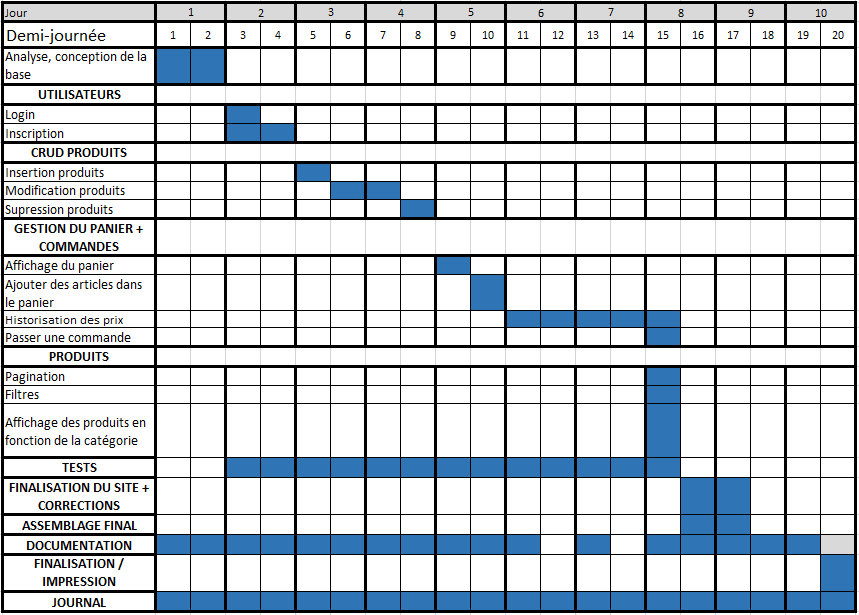 Jour 1 2 3 4 5 6 7 8 9 10
Demi-journée 1 2 3 4 5 6 7 8 9 10 11 12 13 14 15 16 17 18 19 20
Analyse, conception de la
base
UTILISATEURS
Login
Inscription
CRUD PRODUITS
Insertion produits
Modification produits
Supression produits
GESTION DU PANIER +
COMMANDES
Affichage du panier
Ajouter des articles dans
le panier
Historisation des prix
Passer une commande
PRODUITS
Pagination
Filtres
Affichage des produits en
fonction de la catégorie
TESTS
FINALISATION DU SITE +
CORRECTIONS
ASSEMBLAGE FINAL
DOCUMENTATION
FINALISATION /
IMPRESSION
JOURNAL